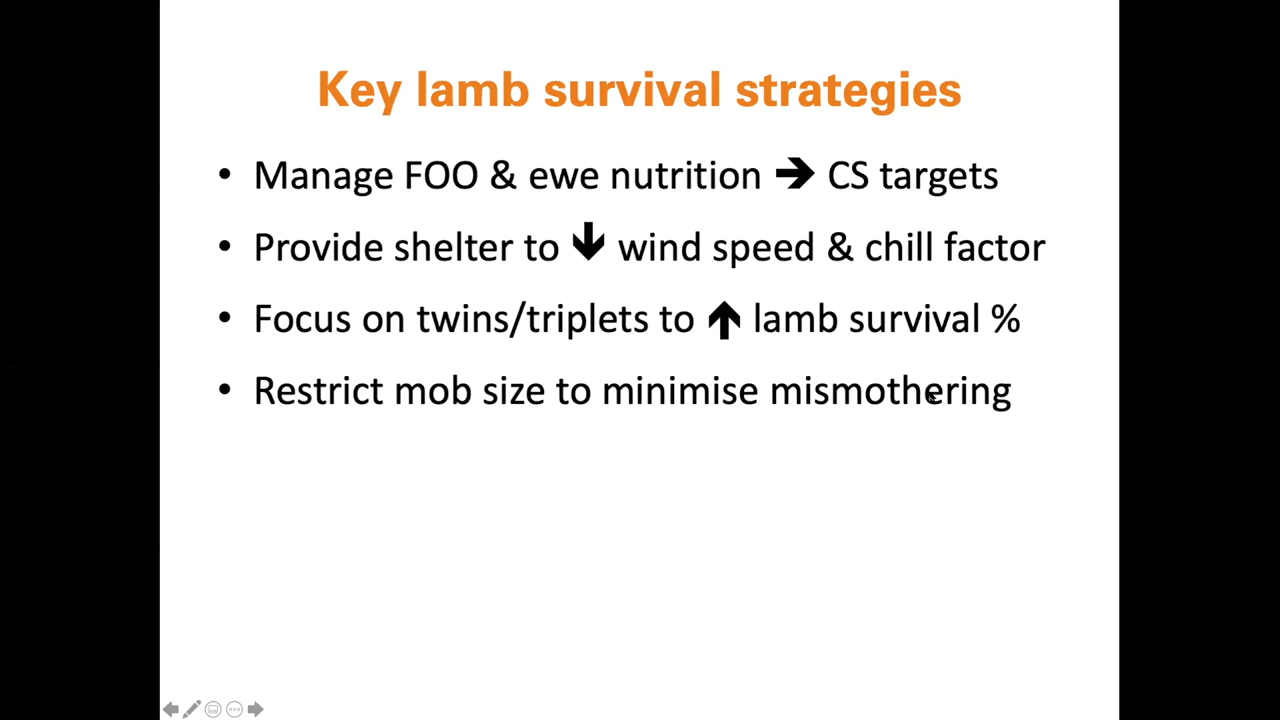 Key lamb survival strategies
• Manage FOO & ewe nutrition → CS targets
• Provide shelter to ↓ wind speed & chill factor
• Focus on twins/triplets to ↑ lamb survival %
• Restrict mob size to minimise mismothering